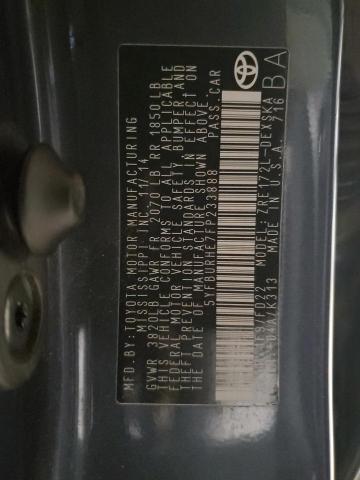 MFD. BY: TOYOTA MOTOR MANUFACTURING
MISSISSIPPI INC. 11/14
GVWR 3820LB GAWR FR 2070 LB RR 1850 LB
THIS VEHICLE CONFORMS TO ALL APPLICABLE
FEDERAL MOTOR VEHICLE SAFETY, BUMPER AND
THEFT PREVENTION STANDARDS IN EFFECT ON
THE DATE OF MANUFACTURE SHOWN ABOVE.
5YFBURHE7FP233888 PASS. CAR
MODEL: ZRE172L-DEXSKA
MADE IN U.S.A. 716
BA